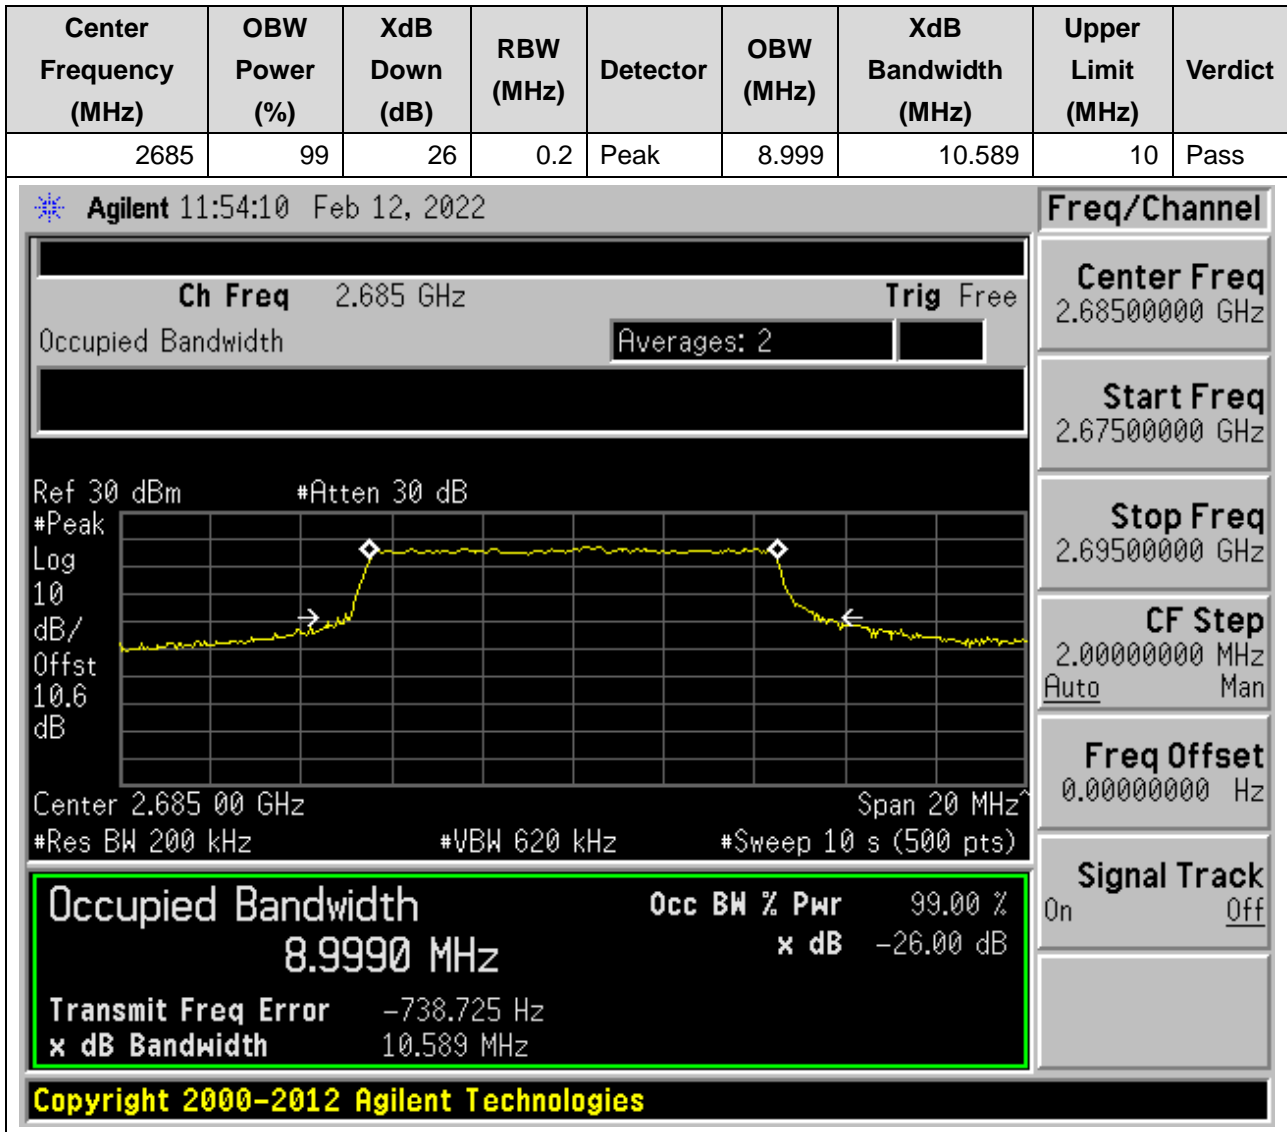 Center Frequency (MHz) OBW Power (%) XdB Down (dB) RBW (MHz) Detector OBW (MHz) XdB Bandwidth (MHz) Upper Limit (MHz) Verdict
2685 99 26 0.2 Peak 8.999 10.589 10 Pass
Agilent 11:54:10 Feb 12, 2022
Freq/Channel
Ch Freq 2.685 GHz Trig Free
Occupied Bandwidth Averages: 2
Ref 30 dBm #Atten 30 dB
#Peak
Log
10
dB/
Offst
10.6
dB
Center 2.685 00 GHz Span 20 MHz^
#Res BW 200 kHz #VBW 620 kHz #Sweep 10 s (500 pts)
Occupied Bandwidth Occ BW % Pwr 99.00 %
8.9990 MHz x dB -26.00 dB
Transmit Freq Error -738.725 Hz
x dB Bandwidth 10.589 MHz
Center Freq
2.68500000 GHz
Start Freq
2.67500000 GHz
Stop Freq
2.69500000 GHz
CF Step
2.00000000 MHz
Auto Man
Freq Offset
0.00000000 Hz
Signal Track
On Off
Copyright 2000-2012 Agilent Technologies